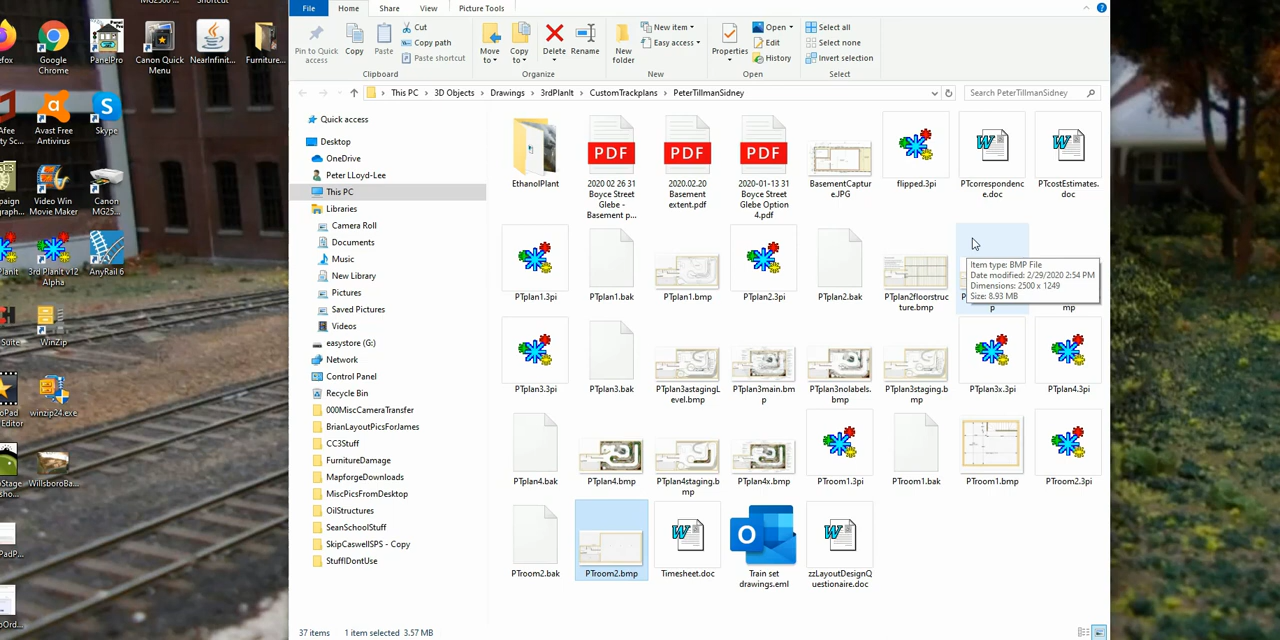 MG2500
Shortcut
File Home Share View Picture Tools
Pin to Quick access
Copy
Paste
Cut
Copy path
Paste shortcut
Clipboard
Move to
Copy to
Delete
Rename
Organize
New folder
New item
Easy access
New
Properties
Open
Edit
History
Open
Select all
Select none
Invert selection
Select
This PC > 3D Objects > Drawings > 3rdPlanIt > CustomTrackplans > PeterTillmanSidney
Search PeterTillmanSidney
Google Chrome
PanelPro
Canon Quick Menu
NearInfinit...
Furniture...
Avast Free Antivirus
Skype
Video Win Movie Maker
Canon MG25...
3rd PlanIt v12 Alpha
AnyRail 6
Suite
WinZip
winzip24.exe
WillsboroBa...
Quick access
Desktop
OneDrive
Peter LLoyd-Lee
This PC
Libraries
Camera Roll
Documents
Music
New Library
Pictures
Saved Pictures
Videos
easystore (G:)
Network
Control Panel
Recycle Bin
000MiscCameraTransfer
BrianLayoutPicsForJames
CC3Stuff
FurnitureDamage
MapforgeDownloads
MiscPicsFromDesktop
OilStructures
SeanSchoolStuff
SkipCaswellSPS - Copy
StuffIDontUse
PDF PDF PDF
EthanolPlant
2020 02 26 31 Boyce Street Glebe - Basement p...
2020.02.20 Basement extent.pdf
2020-01-13 31 Boyce Street Glebe Option 4.pdf
BasementCapture.JPG
flipped.3pi
PTcorrespondence.doc
PTcostEstimates.doc
PTplan1.3pi
PTplan1.bak
PTplan1.bmp
PTplan2.3pi
PTplan2.bak
PTplan2floorstructure.bmp
Item type: BMP File
Date modified: 2/29/2020 2:54 PM
Dimensions: 2500 x 1249
Size: 8.93 MB
p
mp
PTplan3.3pi
PTplan3.bak
PTplan3astagingLevel.bmp
PTplan3main.bmp
PTplan3nolabels.bmp
PTplan3staging.bmp
PTplan3x.3pi
PTplan4.3pi
PTplan4.bak
PTplan4.bmp
PTplan4staging.bmp
PTplan4x.bmp
PTroom1.3pi
PTroom1.bak
PTroom1.bmp
PTroom2.3pi
PTroom2.bak
PTroom2.bmp
Timesheet.doc
Train set drawings.eml
zzLayoutDesignQuestionaire.doc
37 items 1 item selected 3.57 MB